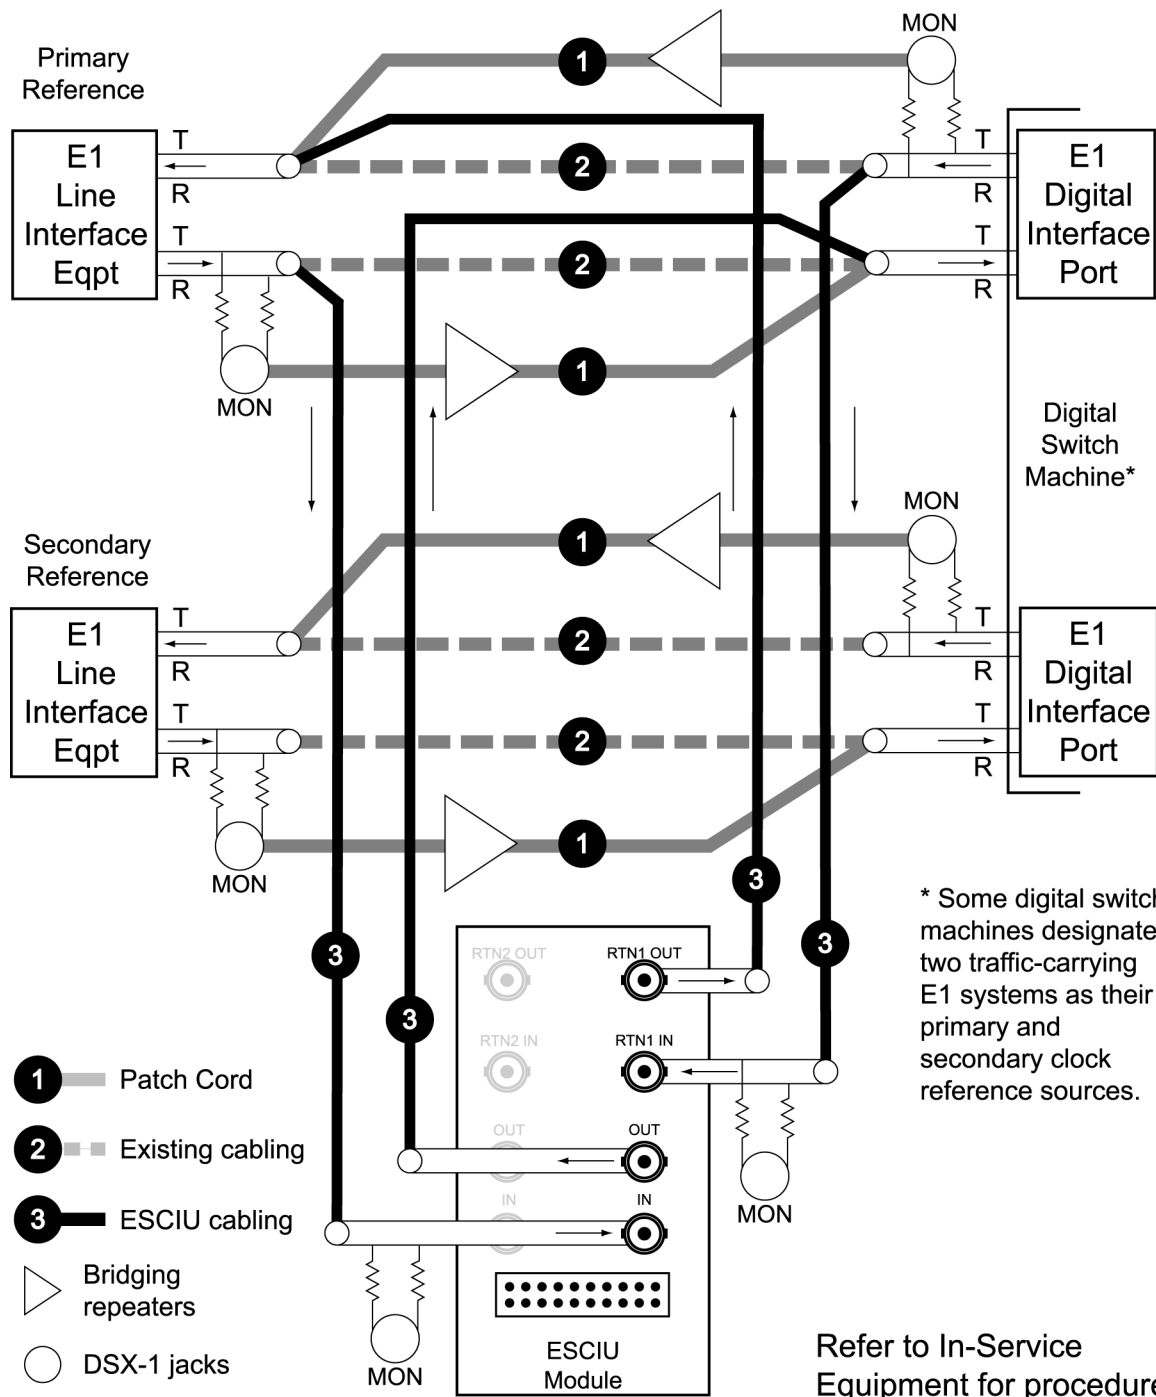 MON
1
Primary
Reference
T
R
T
R
E1
Line
Interface
Eqpt
2
2
T
R
T
R
E1
Digital
Interface
Port
1
MON
Digital
Switch
Machine*
MON
1
Secondary
Reference
T
R
T
R
E1
Line
Interface
Eqpt
2
2
T
R
T
R
E1
Digital
Interface
Port
1
MON
3
3
3
3
* Some digital switch
machines designate
two traffic-carrying
E1 systems as their
primary and
secondary clock
reference sources.
RTN2 OUT
RTN1 OUT
RTN2 IN
RTN1 IN
OUT
OUT
IN
IN
MON
MON
ESCIU
Module
1 Patch Cord
2 Existing cabling
3 ESCIU cabling
Bridging
repeaters
DSX-1 jacks
Refer to In-Service
Equipment for procedure